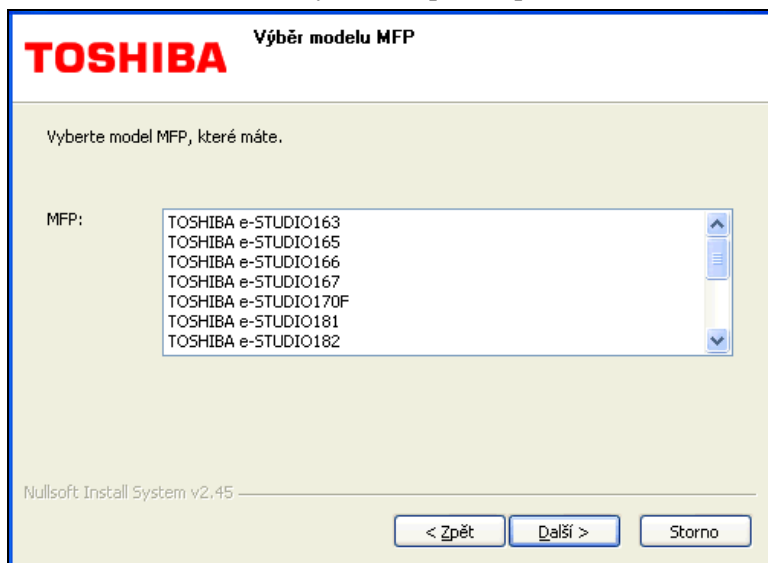 TOSHIBA
Výběr modelu MFP
Vyberte model MFP, které máte.
MFP:
TOSHIBA e-STUDIO163
TOSHIBA e-STUDIO165
TOSHIBA e-STUDIO166
TOSHIBA e-STUDIO167
TOSHIBA e-STUDIO170F
TOSHIBA e-STUDIO181
TOSHIBA e-STUDIO182
Nullsoft Install System v2.45
< Zpět
Další >
Storno